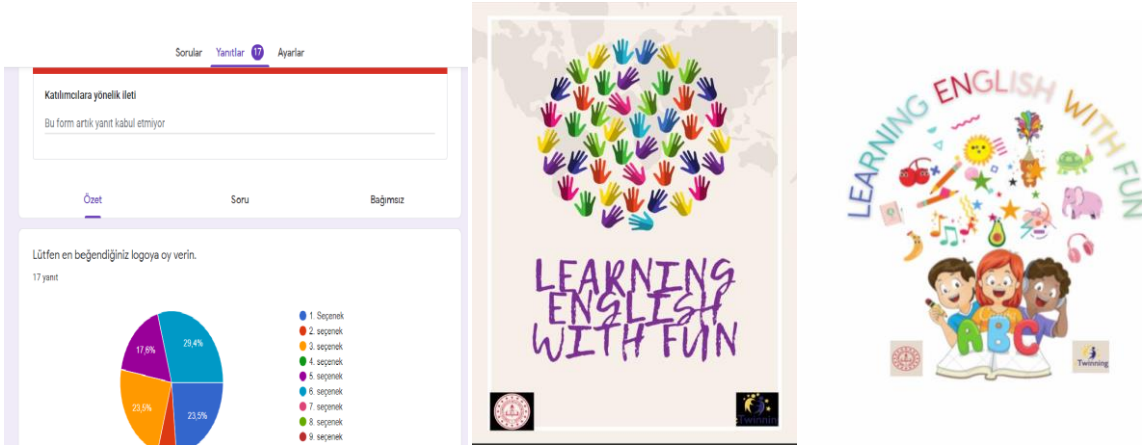 Sorular Yanıtlar 17 Ayarlar
Katılımcılara yönelik ileti
Bu form artık yanıt kabul etmiyor
Özet Soru Bağımsız
Lütfen en beğendiğiniz logoya oy verin.
17 yanıt
17,6% 29,4%
23,5% 23,5%
1. Seçenek
2. seçenek
3. seçenek
4. seçenek
5. seçenek
6. seçenek
7. seçenek
8. seçenek
9. seçenek
LEARNING
ENGLISH
WITH FUN
eTwinnin
LEARNING ENGLISH WITH FUN
ABC
Twinning